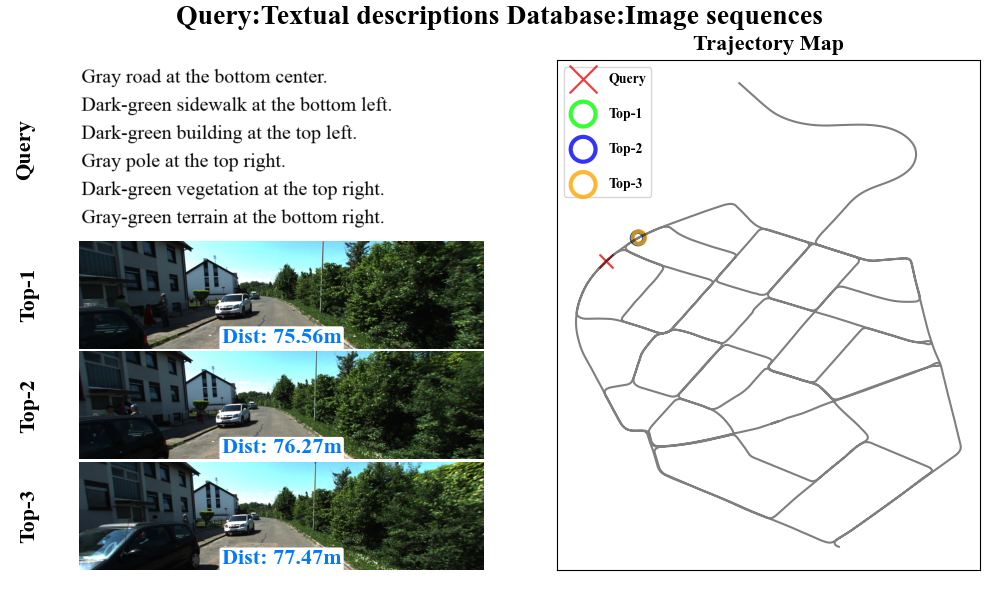 Query:Textual descriptions Database:Image sequences
Trajectory Map
Query
Gray road at the bottom center.
Dark-green sidewalk at the bottom left.
Dark-green building at the top left.
Gray pole at the top right.
Dark-green vegetation at the top right.
Gray-green terrain at the bottom right.
Top-1
Dist: 75.56m
Top-2
Dist: 76.27m
Top-3
Dist: 77.47m
Query
Top-1
Top-2
Top-3